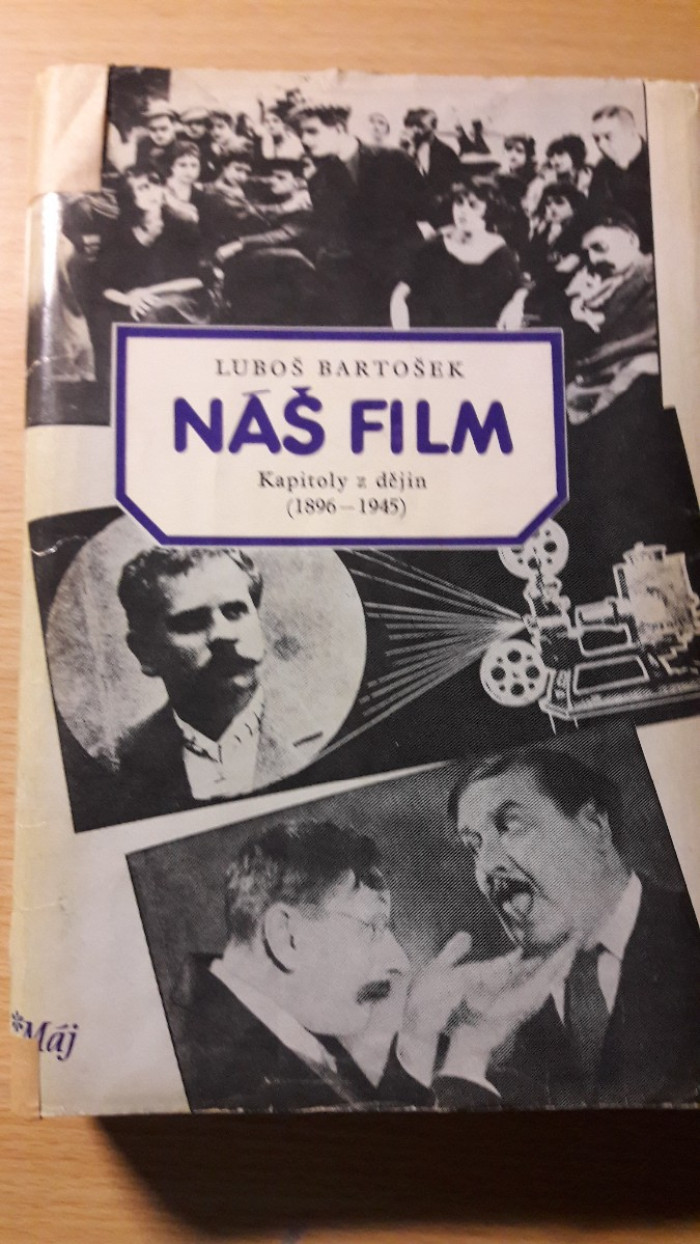 LUBOŠ BARTOŠEK
NÁŠ FILM
Kapitoly z dějin
(1896–1945)
*Máj